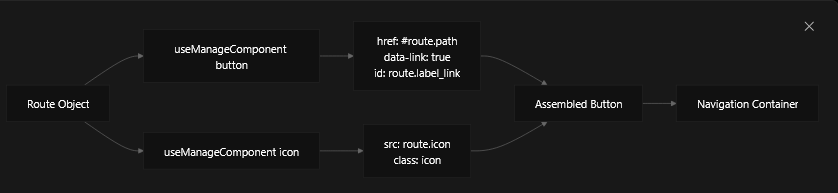 Route Object
useManageComponent
button
href: #route.path
data-link: true
id: route.label_link
useManageComponent icon
src: route.icon
class: icon
Assembled Button
Navigation Container